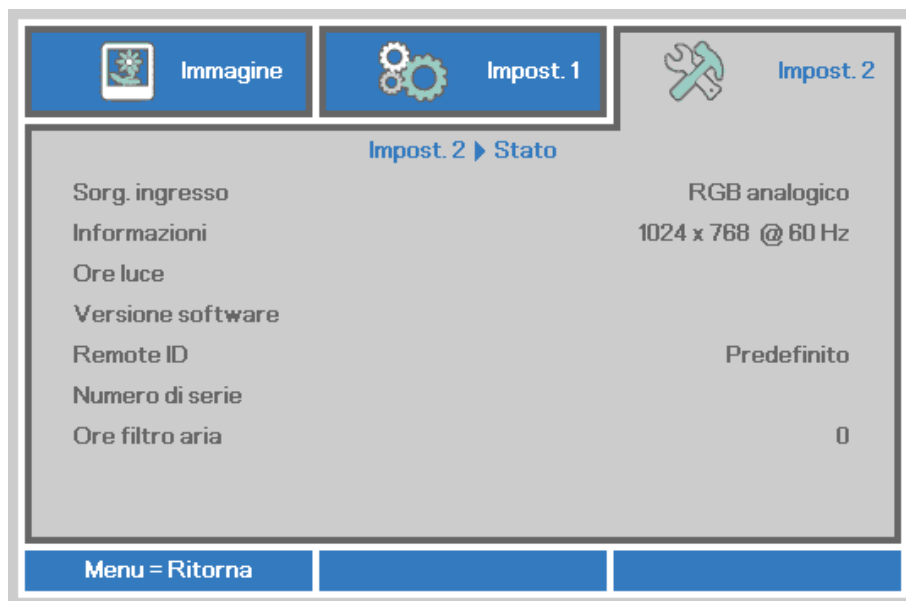 Immagine Impost. 1 Impost. 2
Impost. 2 ▶ Stato
Sorg. ingresso RGB analogico
Informazioni 1024 x 768 @ 60 Hz
Ore luce
Versione software
Remote ID Predefinito
Numero di serie
Ore filtro aria 0
Menu = Ritorna